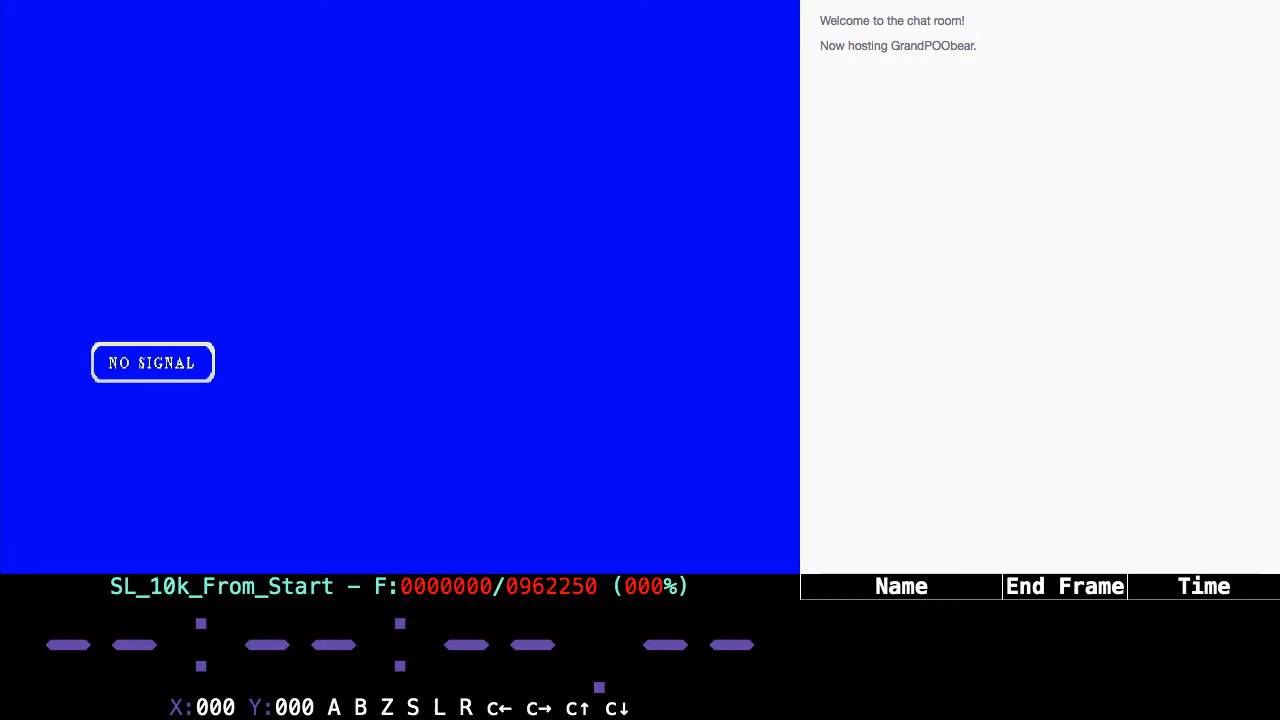 Welcome to the chat room!
Now hosting GrandPOObear.
NO SIGNAL
SL_10k_From_Start – F:0000000/0962250 (000%)
Name End Frame Time
--:--:--.--
X:000 Y:000 A B Z S L R c← c→ c↑ c↓